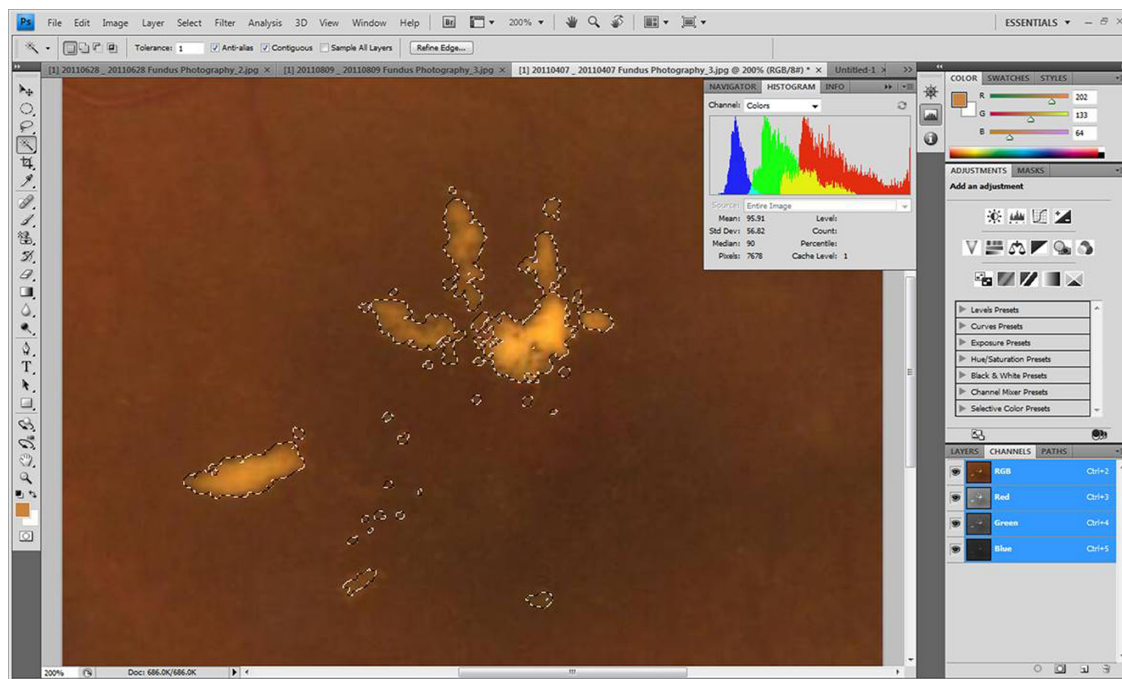 Ps File Edit Image Layer Select Filter Analysis 3D View Window Help Br 200% ESSENTIALS
Tolerance: 1 Anti-alias Contiguous Sample All Layers Refine Edge...
[1] 20110628 _ 20110628 Fundus Photography_2.jpg × [1] 20110809 _ 20110809 Fundus Photography_3.jpg × [1] 20110407 _ 20110407 Fundus Photography_3.jpg @ 200% (RGB/8#) * × Untitled-1
NAVIGATOR HISTOGRAM INFO
Channel: Colors
Source: Entire Image
Mean: 95.91 Level:
Std Dev: 56.82 Count:
Median: 90 Percentile:
Pixels: 7678 Cache Level: 1
COLOR SWATCHES STYLES
R 202
G 133
B 64
ADJUSTMENTS MASKS
Add an adjustment
Levels Presets
Curves Presets
Exposure Presets
Hue/Saturation Presets
Black & White Presets
Channel Mixer Presets
Selective Color Presets
LAYERS CHANNELS PATHS
RGB Ctrl+2
Red Ctrl+3
Green Ctrl+4
Blue Ctrl+5
200% Doc: 686.0K/686.0K